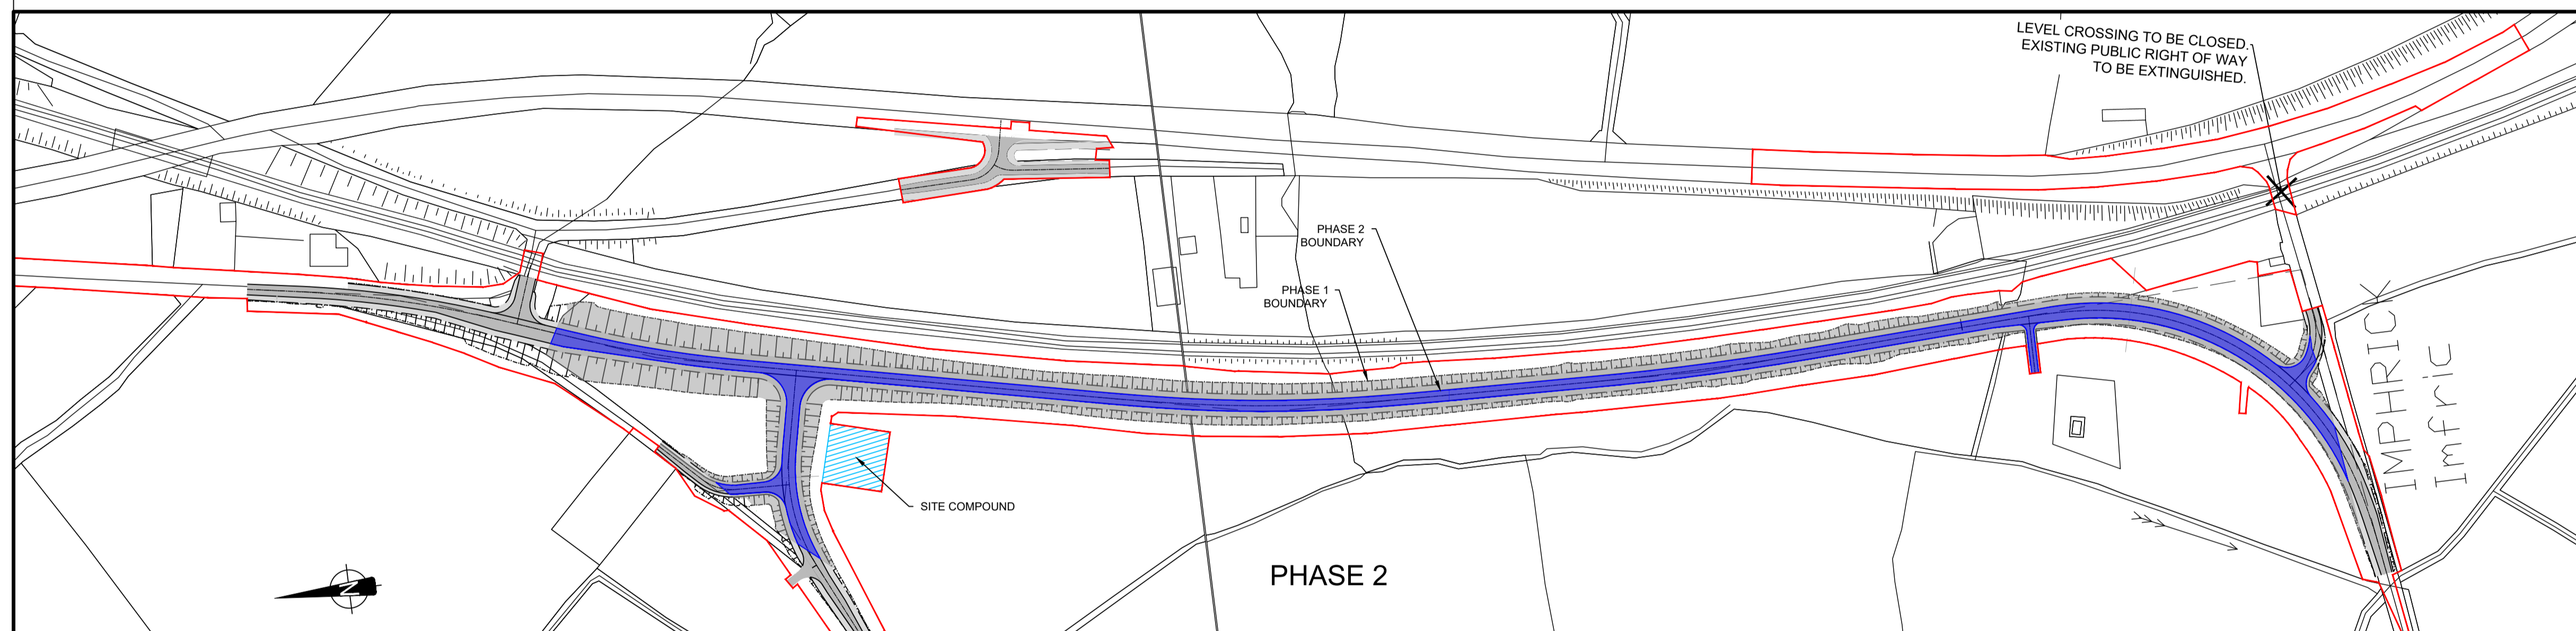 LEVEL CROSSING TO BE CLOSED.
EXISTING PUBLIC RIGHT OF WAY
TO BE EXTINGUISHED.
PHASE 2
BOUNDARY
PHASE 1
BOUNDARY
SITE COMPOUND
PHASE 2
N
IMPHRICK
Imfric